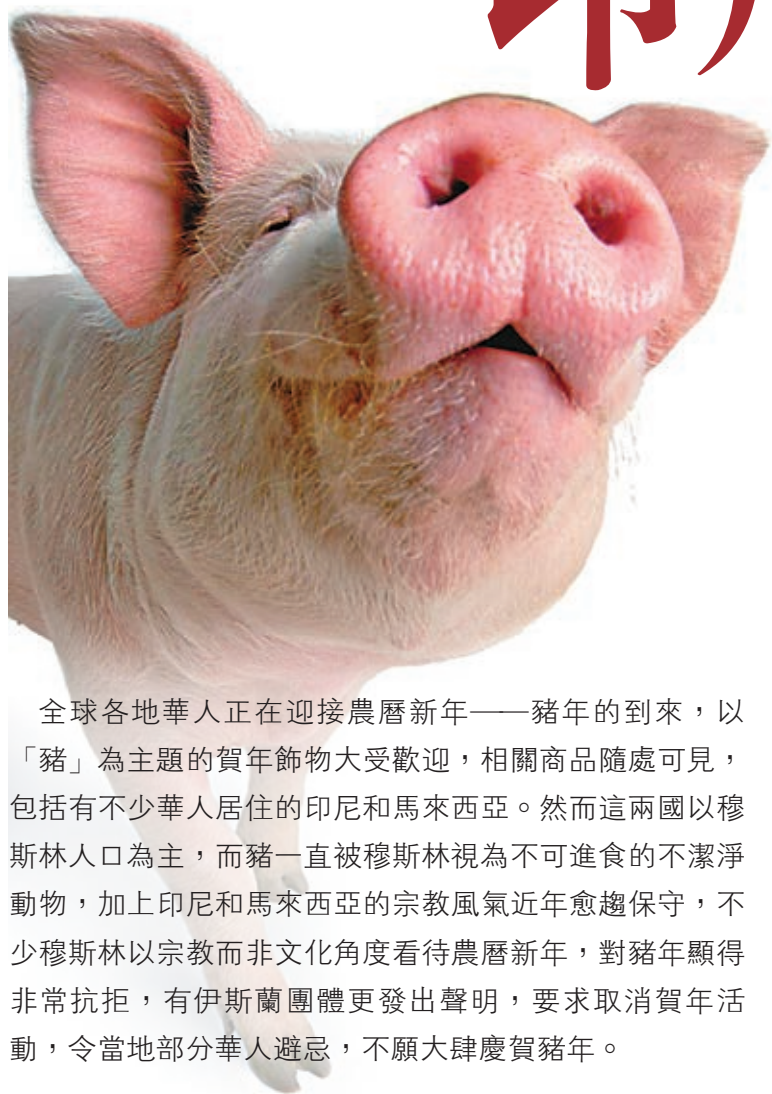 全球各地華人正在迎接農曆新年——豬年的到來，以
「豬」為主題的賀年飾物大受歡迎，相關商品隨處可見，
包括有不少華人居住的印尼和馬來西亞。然而這兩國以穆
斯林人口為主，而豬一直被穆斯林視為不可進食的不潔淨
動物，加上印尼和馬來西亞的宗教風氣近年愈趨保守，不
少穆斯林以宗教而非文化角度看待農曆新年，對豬年顯得
非常抗拒，有伊斯蘭團體更發出聲明，要求取消賀年活
動，令當地部分華人避忌，不願大肆慶賀豬年。